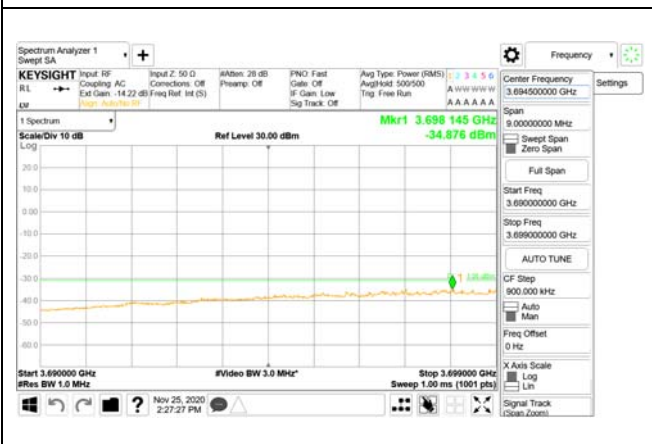 Spectrum Analyzer 1
Swept SA
Frequency
KEYSIGHT
RL
Input: RF
Coupling: AC
Ext Gain: -14.22 dB
Align: Auto/No RF
Input Z: 50 Ω
Corrections: Off
Freq Ref: Int (S)
#Atten: 28 dB
Preamp: Off
PNO: Fast
Gate: Off
IF Gain: Low
Sig Track: Off
Avg Type: Power (RMS)
Avg|Hold: 500/500
Trig: Free Run
1 2 3 4 5 6
A W W W W W
A A A A A A
1 Spectrum
Scale/Div 10 dB
Ref Level 30.00 dBm
Mkr1 3.698 145 GHz
-34.876 dBm
Log
20.0
10.0
0.00
-10.0
-20.0
-30.0
-40.0
-50.0
-60.0
1
Start 3.690000 GHz
#Res BW 1.0 MHz
#Video BW 3.0 MHz*
Stop 3.699000 GHz
Sweep 1.00 ms (1001 pts)
Nov 25, 2020
2:27:27 PM
Center Frequency
3.694500000 GHz
Settings
Span
9.00000000 MHz
Swept Span
Zero Span
Full Span
Start Freq
3.690000000 GHz
Stop Freq
3.699000000 GHz
AUTO TUNE
CF Step
900.000 kHz
Auto
Man
Freq Offset
0 Hz
X Axis Scale
Log
Lin
Signal Track
(Span Zoom)